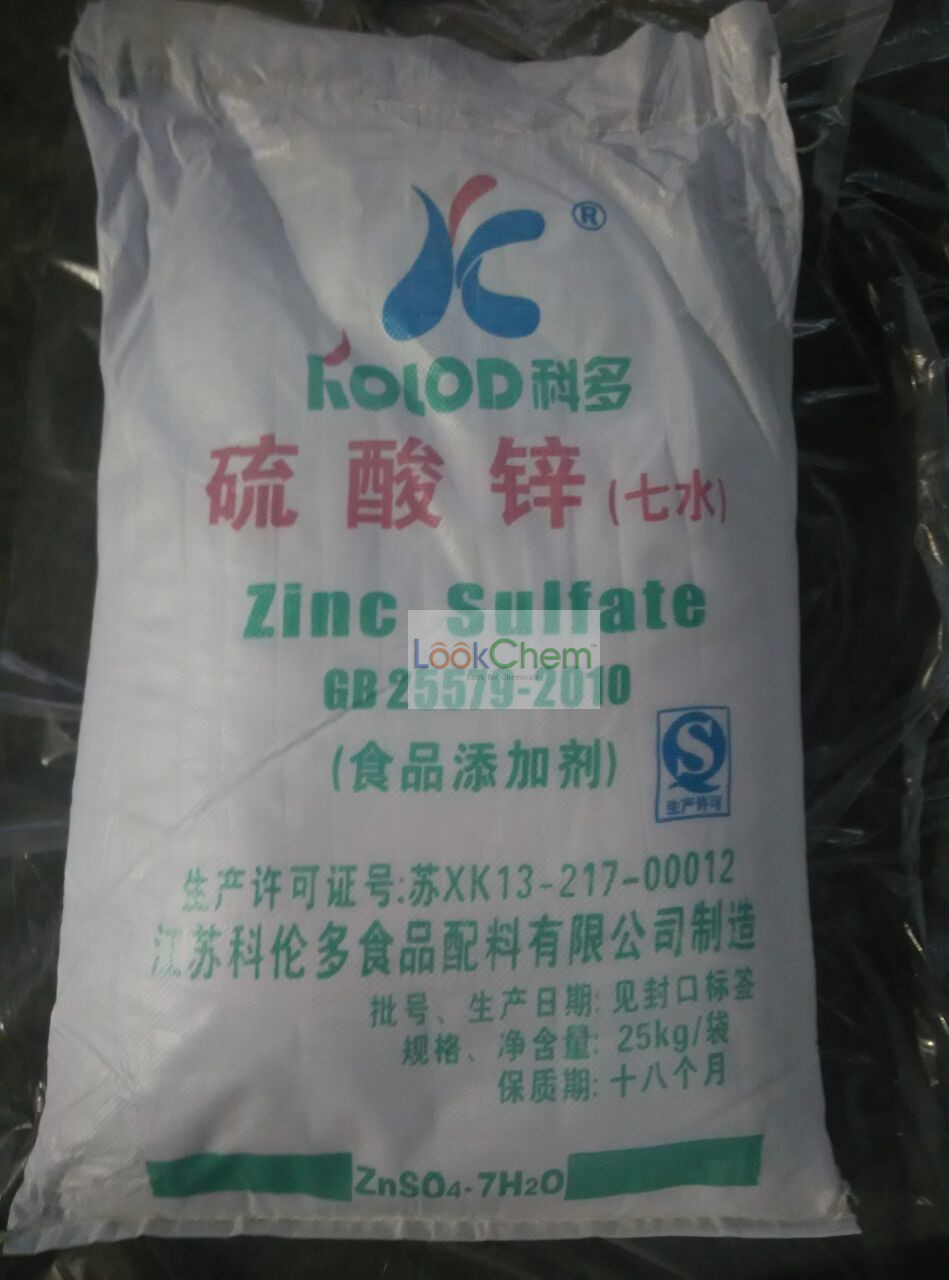 ®
KOLOD科多
硫酸锌(七水)
Zinc Sulfate
LookChem™
Look for Chemicals
GB 25579-2010
(食品添加剂)
生产许可
生产许可证号:苏XK13-217-00012
江苏科伦多食品配料有限公司制造
批号、生产日期: 见封口标签
规格、净含量: 25kg/袋
保质期: 十八个月
ZnSO4·7H2O